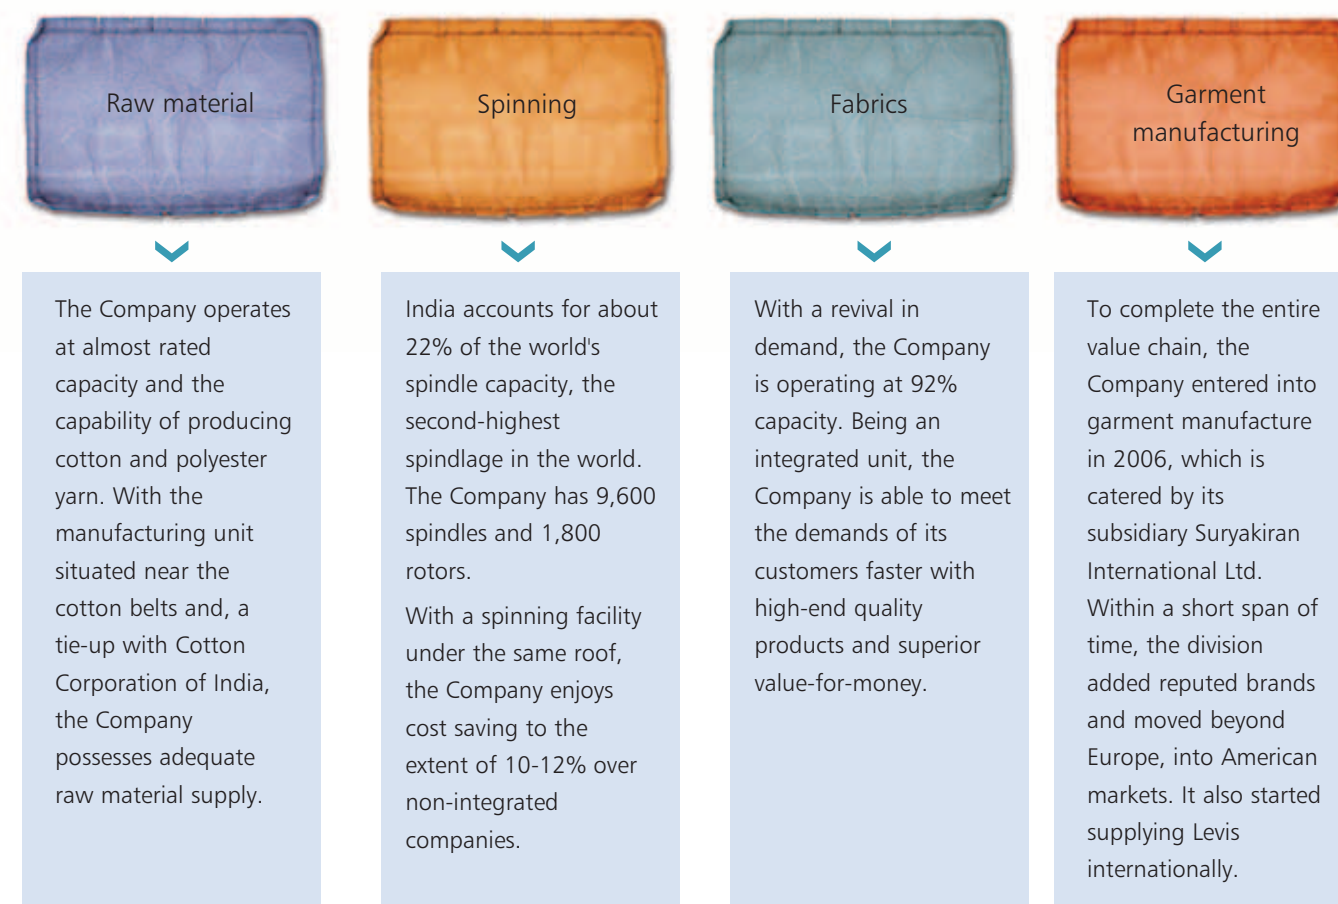 Raw material
The Company operates
at almost rated
capacity and the
capability of producing
cotton and polyester
yarn. With the
manufacturing unit
situated near the
cotton belts and, a
tie-up with Cotton
Corporation of India,
the Company
possesses adequate
raw material supply.
Spinning
India accounts for about
22% of the world's
spindle capacity, the
second-highest
spindlage in the world.
The Company has 9,600
spindles and 1,800
rotors.
With a spinning facility
under the same roof,
the Company enjoys
cost saving to the
extent of 10-12% over
non-integrated
companies.
Fabrics
With a revival in
demand, the Company
is operating at 92%
capacity. Being an
integrated unit, the
Company is able to meet
the demands of its
customers faster with
high-end quality
products and superior
value-for-money.
Garment
manufacturing
To complete the entire
value chain, the
Company entered into
garment manufacture
in 2006, which is
catered by its
subsidiary Suryakiran
International Ltd.
Within a short span of
time, the division
added reputed brands
and moved beyond
Europe, into American
markets. It also started
supplying Levis
internationally.